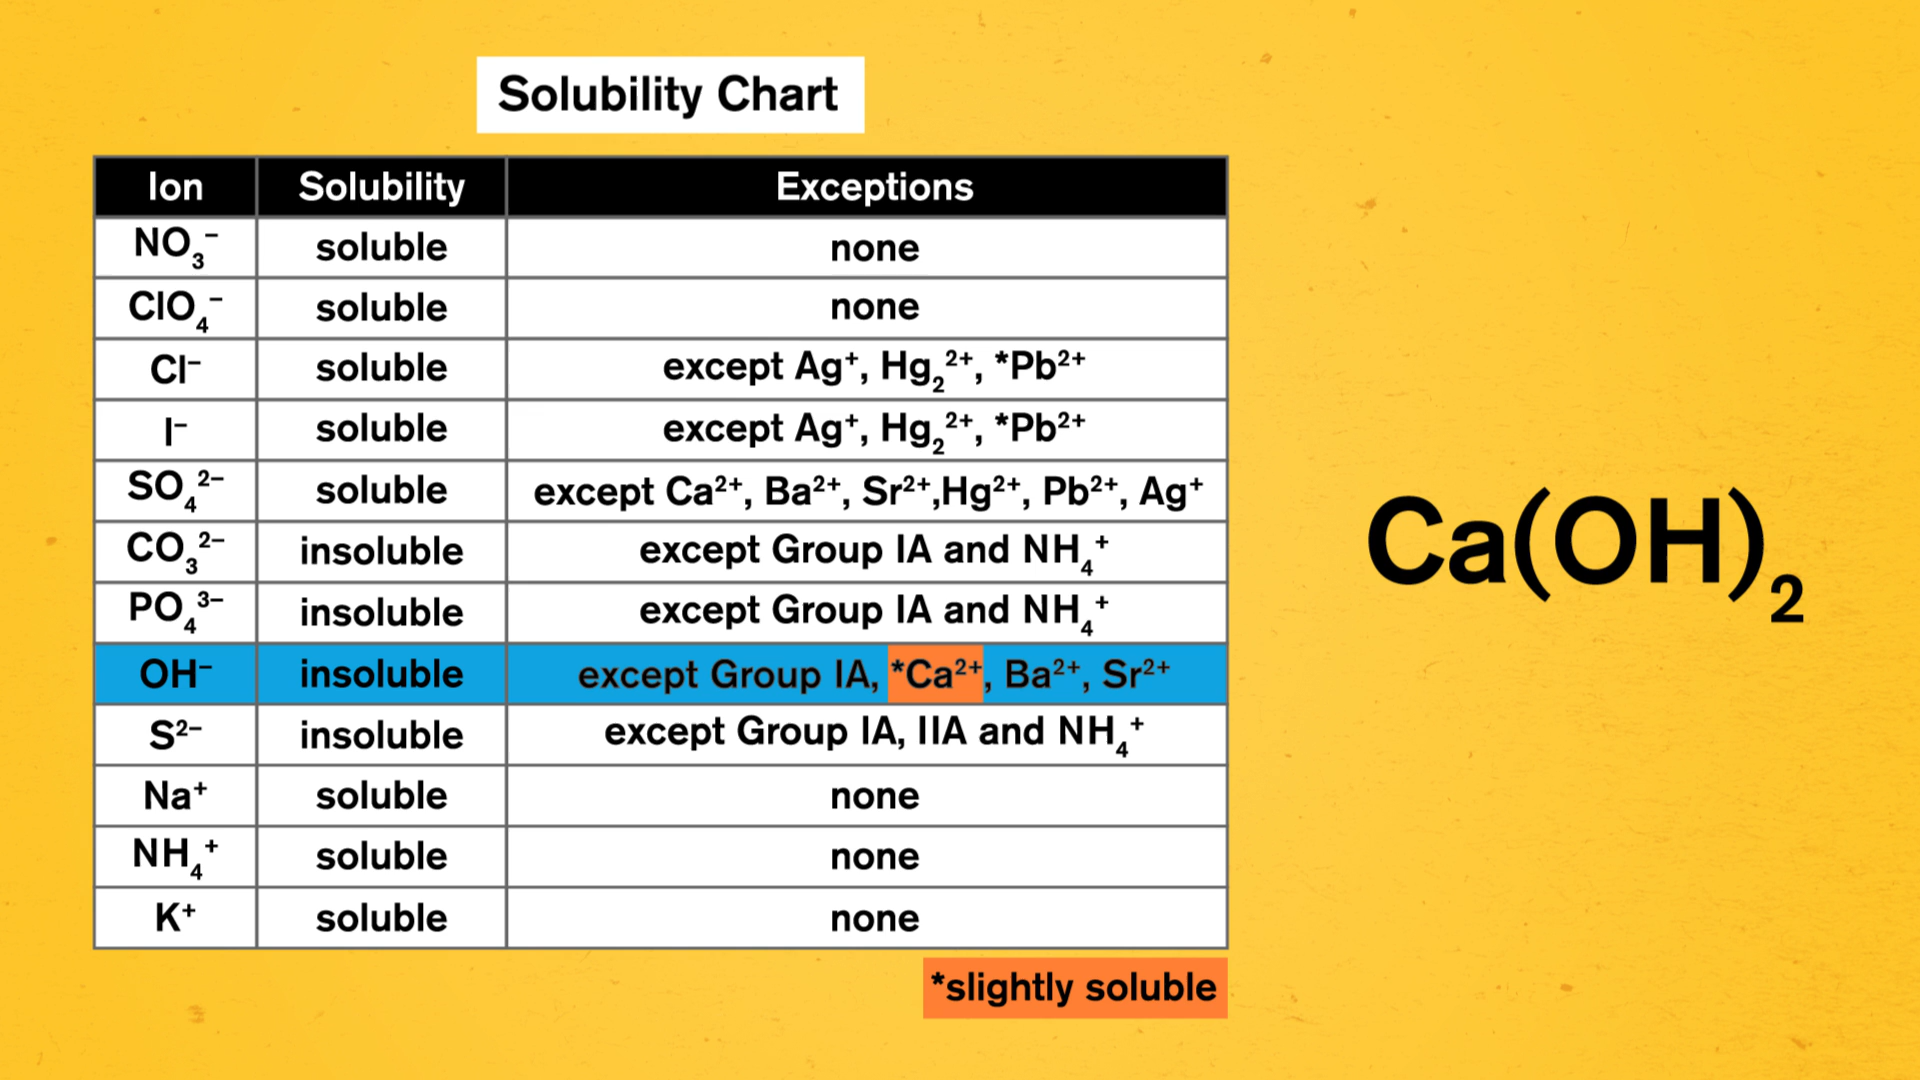 Solubility Chart
Ion Solubility Exceptions
NO₃⁻ soluble none
ClO₄⁻ soluble none
Cl⁻ soluble except Ag⁺, Hg₂²⁺, *Pb²⁺
I⁻ soluble except Ag⁺, Hg₂²⁺, *Pb²⁺
SO₄²⁻ soluble except Ca²⁺, Ba²⁺, Sr²⁺,Hg²⁺, Pb²⁺, Ag⁺
CO₃²⁻ insoluble except Group IA and NH₄⁺
PO₄³⁻ insoluble except Group IA and NH₄⁺
OH⁻ insoluble except Group IA, *Ca²⁺, Ba²⁺, Sr²⁺
S²⁻ insoluble except Group IA, IIA and NH₄⁺
Na⁺ soluble none
NH₄⁺ soluble none
K⁺ soluble none
*slightly soluble
Ca(OH)₂